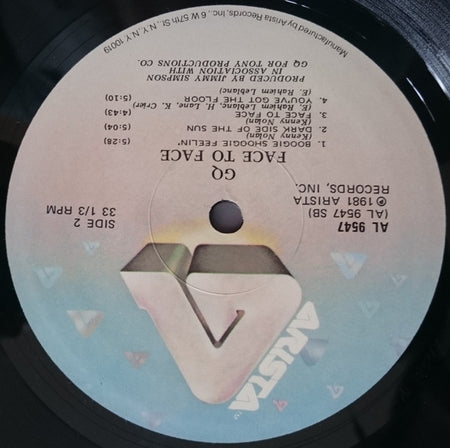 ARISTA
AL 9547
(AL 9547 SB)
℗ 1981 ARISTA
RECORDS, INC.
SIDE 2
33 1/3 RPM
GQ
FACE TO FACE
1. BOOGIE SHOOGIE FEELIN' (5:28)
(Kenny Nolan)
2. DARK SIDE OF THE SUN (5:04)
(Kenny Nolan)
3. FACE TO FACE (4:43)
(E. Rahiem Leblanc, H. Lane, K. Crier)
4. YOU'VE GOT THE FLOOR (5:10)
(E. Rahiem Leblanc)
PRODUCED BY JIMMY SIMPSON
IN ASSOCIATION WITH
GQ FOR TONY PRODUCTIONS CO.
Manufactured by Arista Records, Inc., 6 W. 57th St., N.Y., N.Y. 10019